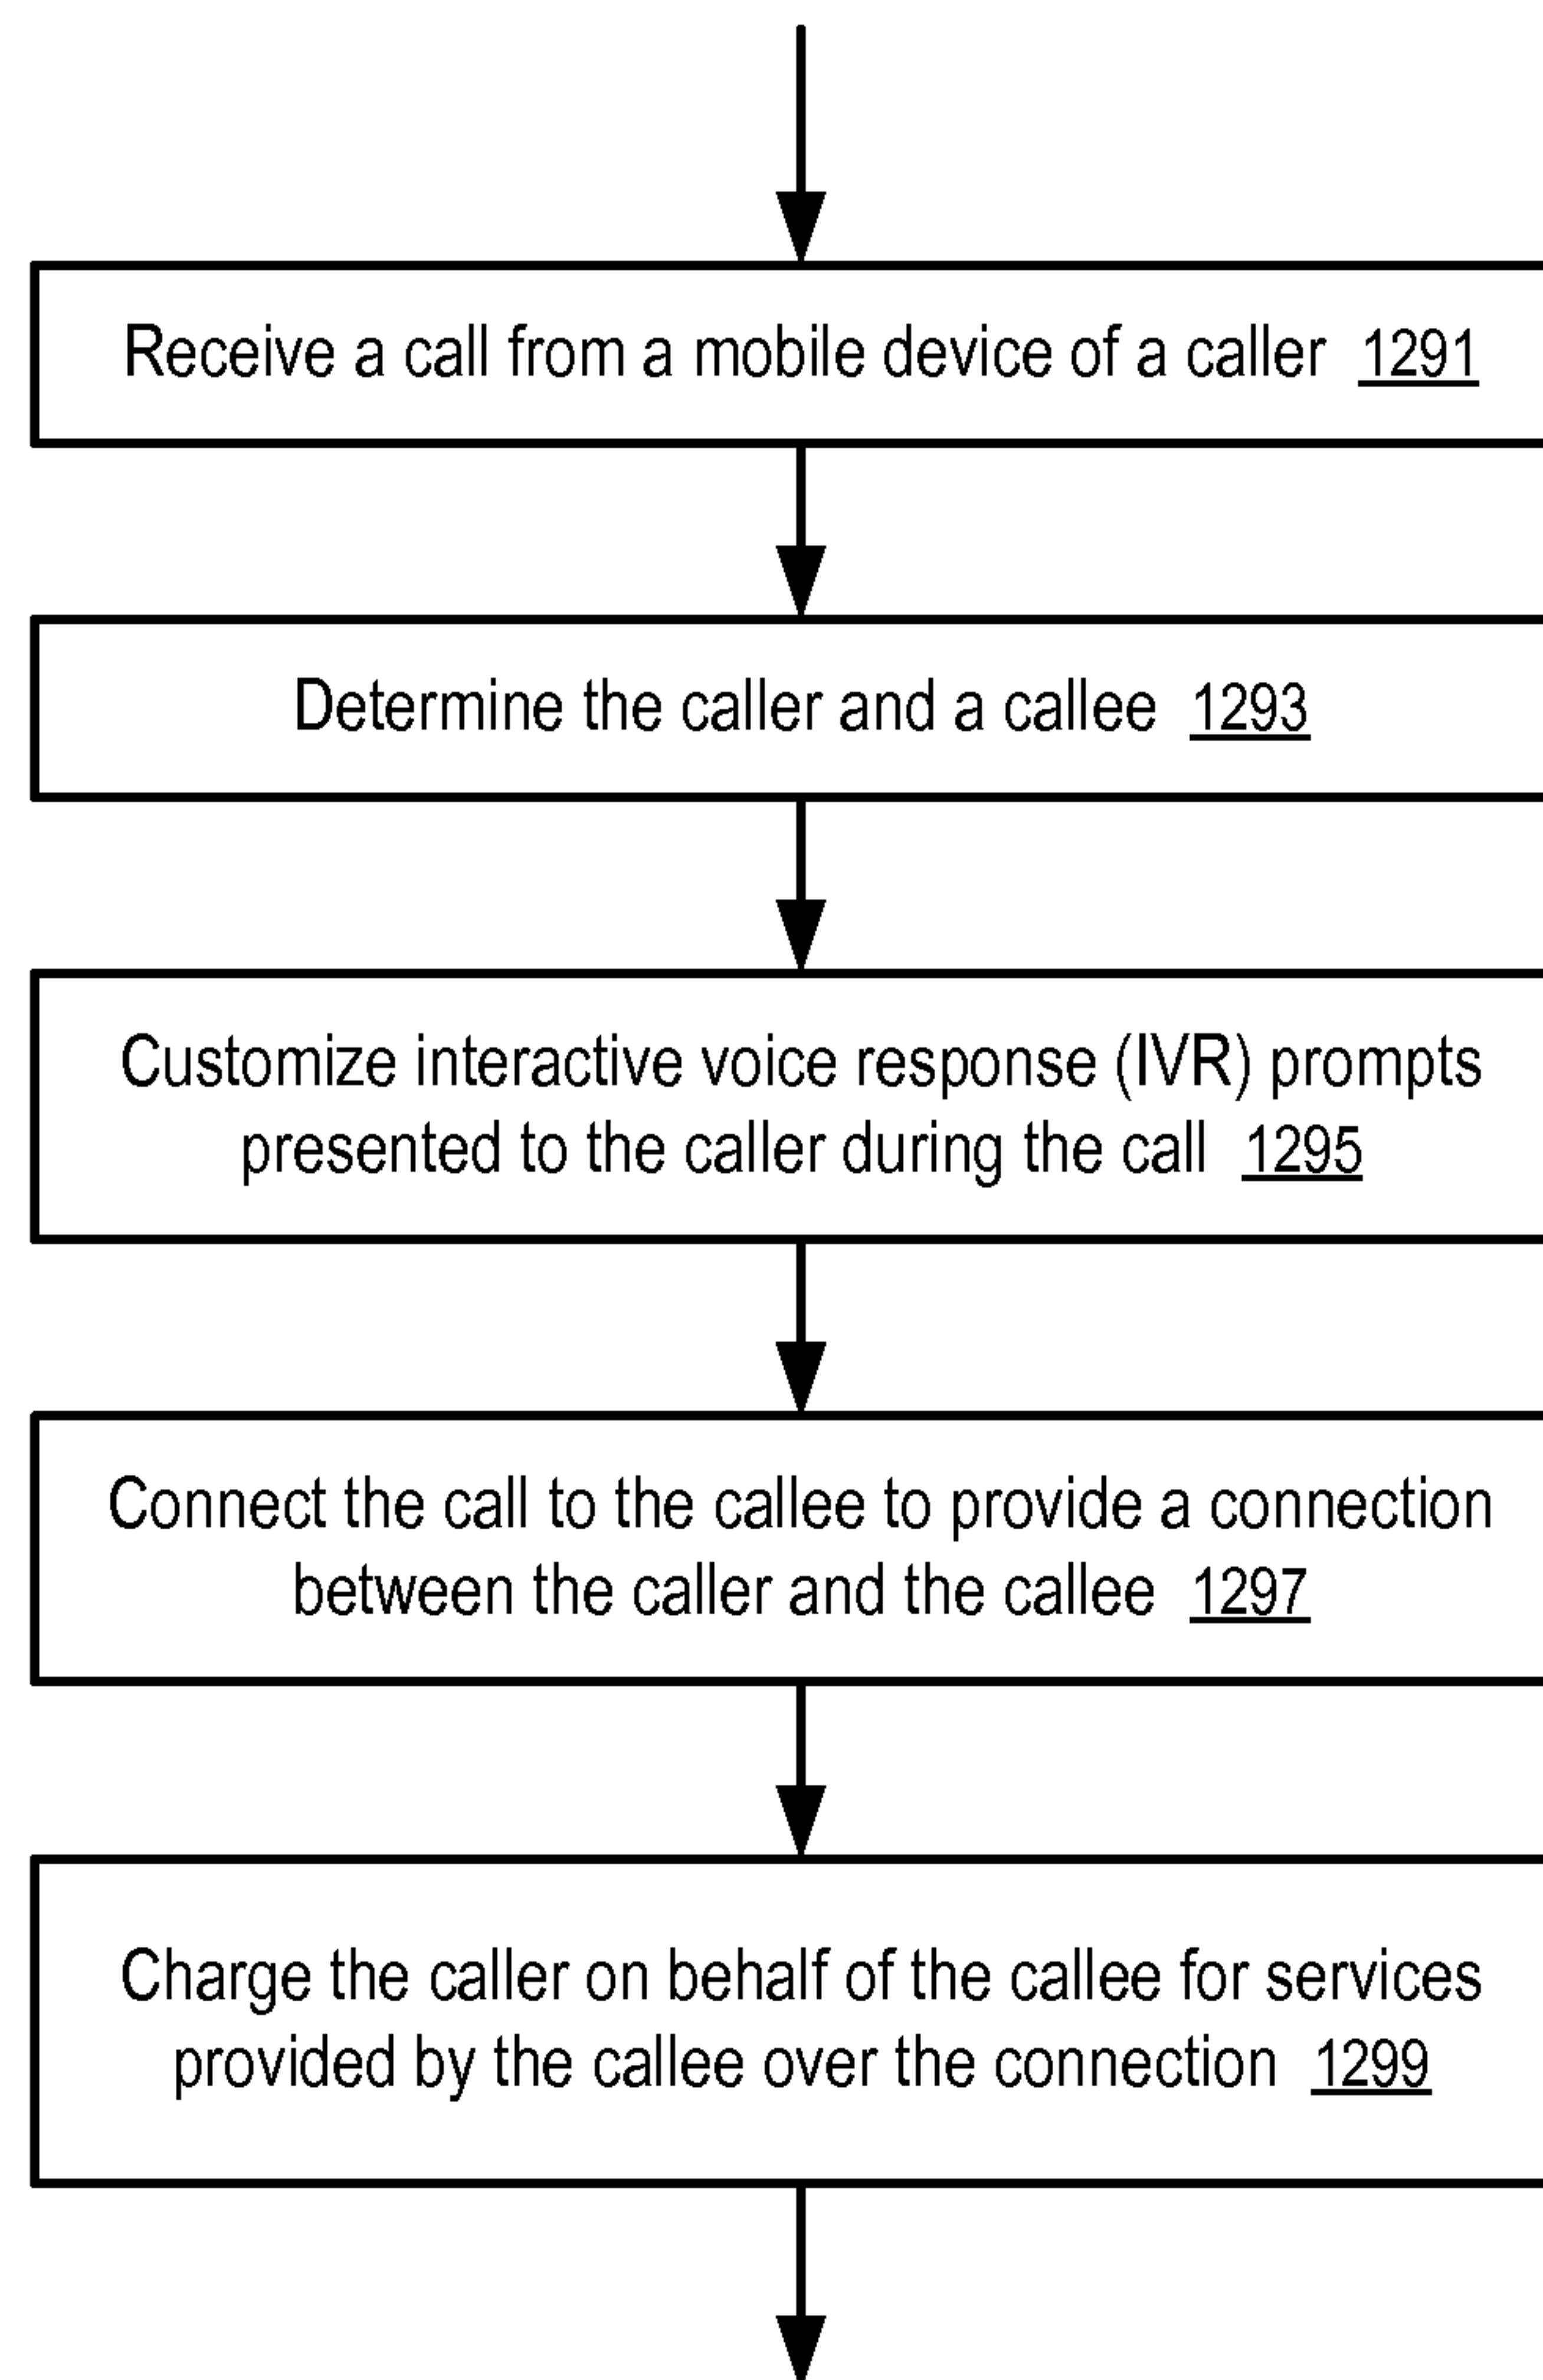 Receive a call from a mobile device of a caller 1291
Determine the caller and a callee 1293
Customize interactive voice response (IVR) prompts
presented to the caller during the call 1295
Connect the call to the callee to provide a connection
between the caller and the callee 1297
Charge the caller on behalf of the callee for services
provided by the callee over the connection 1299